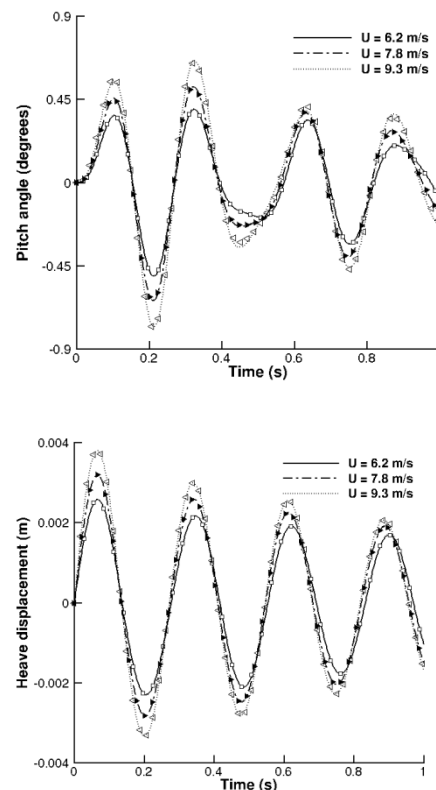 0.9
0.45
0
-0.45
-0.9
Pitch angle (degrees)
U = 6.2 m/s
U = 7.8 m/s
U = 9.3 m/s
0
0.2
0.4
0.6
0.8
Time (s)
0.004
0.002
0
-0.002
-0.004
Heave displacement (m)
U = 6.2 m/s
U = 7.8 m/s
U = 9.3 m/s
0
0.2
0.4
0.6
0.8
1
Time (s)